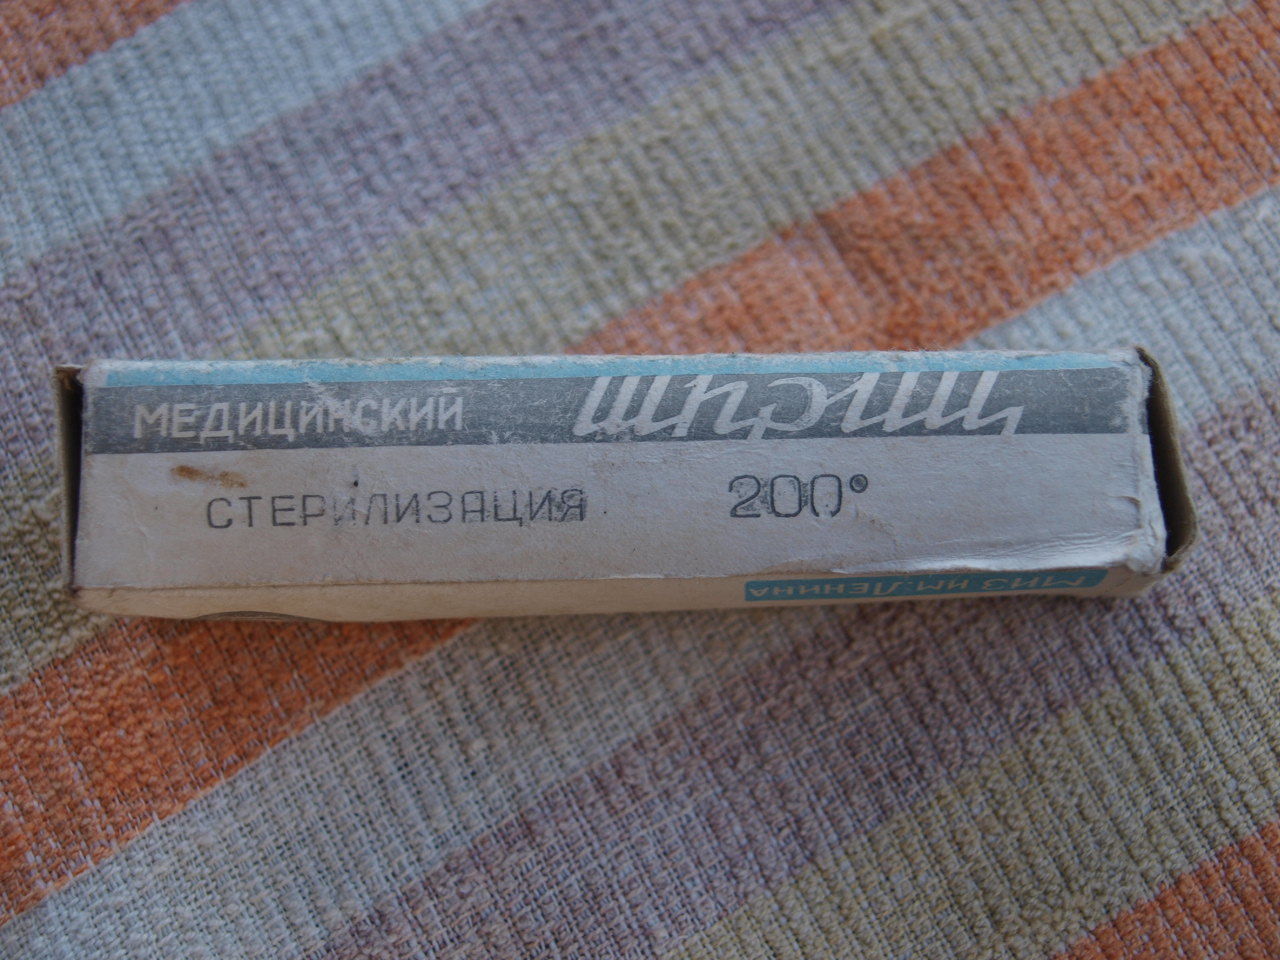 МЕДИЦИНСКИЙ шприц
СТЕРИЛИЗАЦИЯ 200°
МИЗ им. ЛЕНИНА